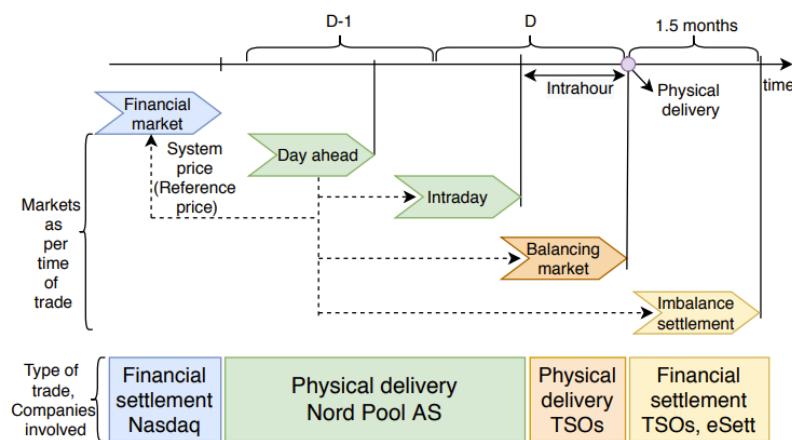 D-1
D
1.5 months
time
Intrahour
Physical
delivery
Financial
market
System
price
(Reference
price)
Day ahead
Intraday
Balancing
market
Imbalance
settlement
Markets
as
per
time
of
trade
Type of
trade,
Companies
involved
Financial
settlement
Nasdaq
Physical delivery
Nord Pool AS
Physical
delivery
TSOs
Financial
settlement
TSOs, eSett